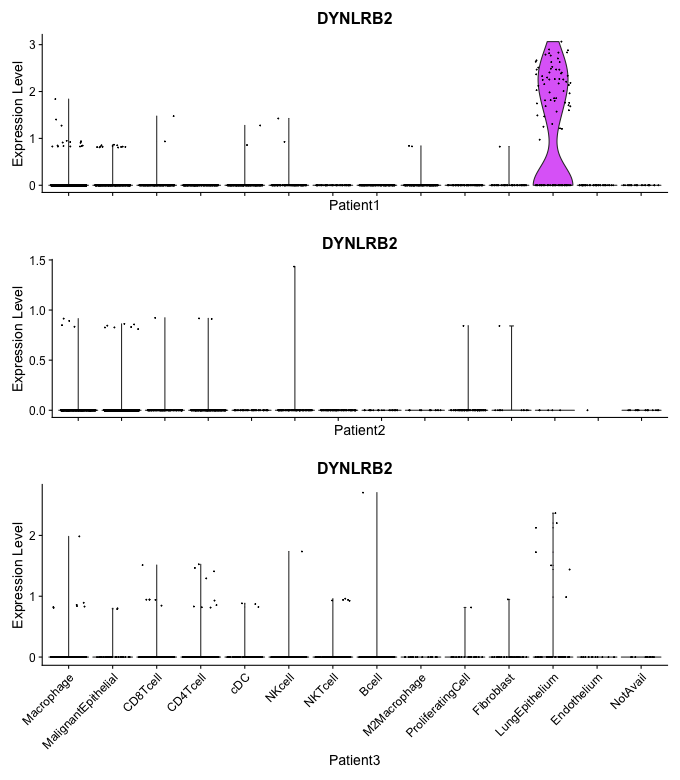 DYNLRB2
Expression Level
3
2
1
0
Patient1
DYNLRB2
Expression Level
1.5
1.0
0.5
0.0
Patient2
DYNLRB2
Expression Level
2
1
0
Macrophage
MalignantEpithelial
CD8Tcell
CD4Tcell
cDC
NKcell
NKTcell
Bcell
M2Macrophage
ProliferatingCell
Fibroblast
LungEpithelium
Endothelium
NotAvail
Patient3